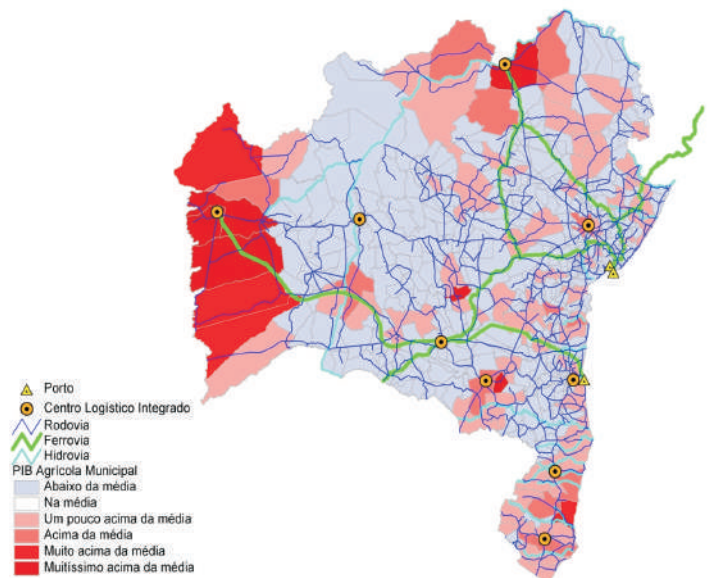 Porto
Centro Logístico Integrado
Rodovia
Ferrovia
Hidrovia
PIB Agrícola Municipal
Abaixo da média
Na média
Um pouco acima da média
Acima da média
Muito acima da média
Muitíssimo acima da média